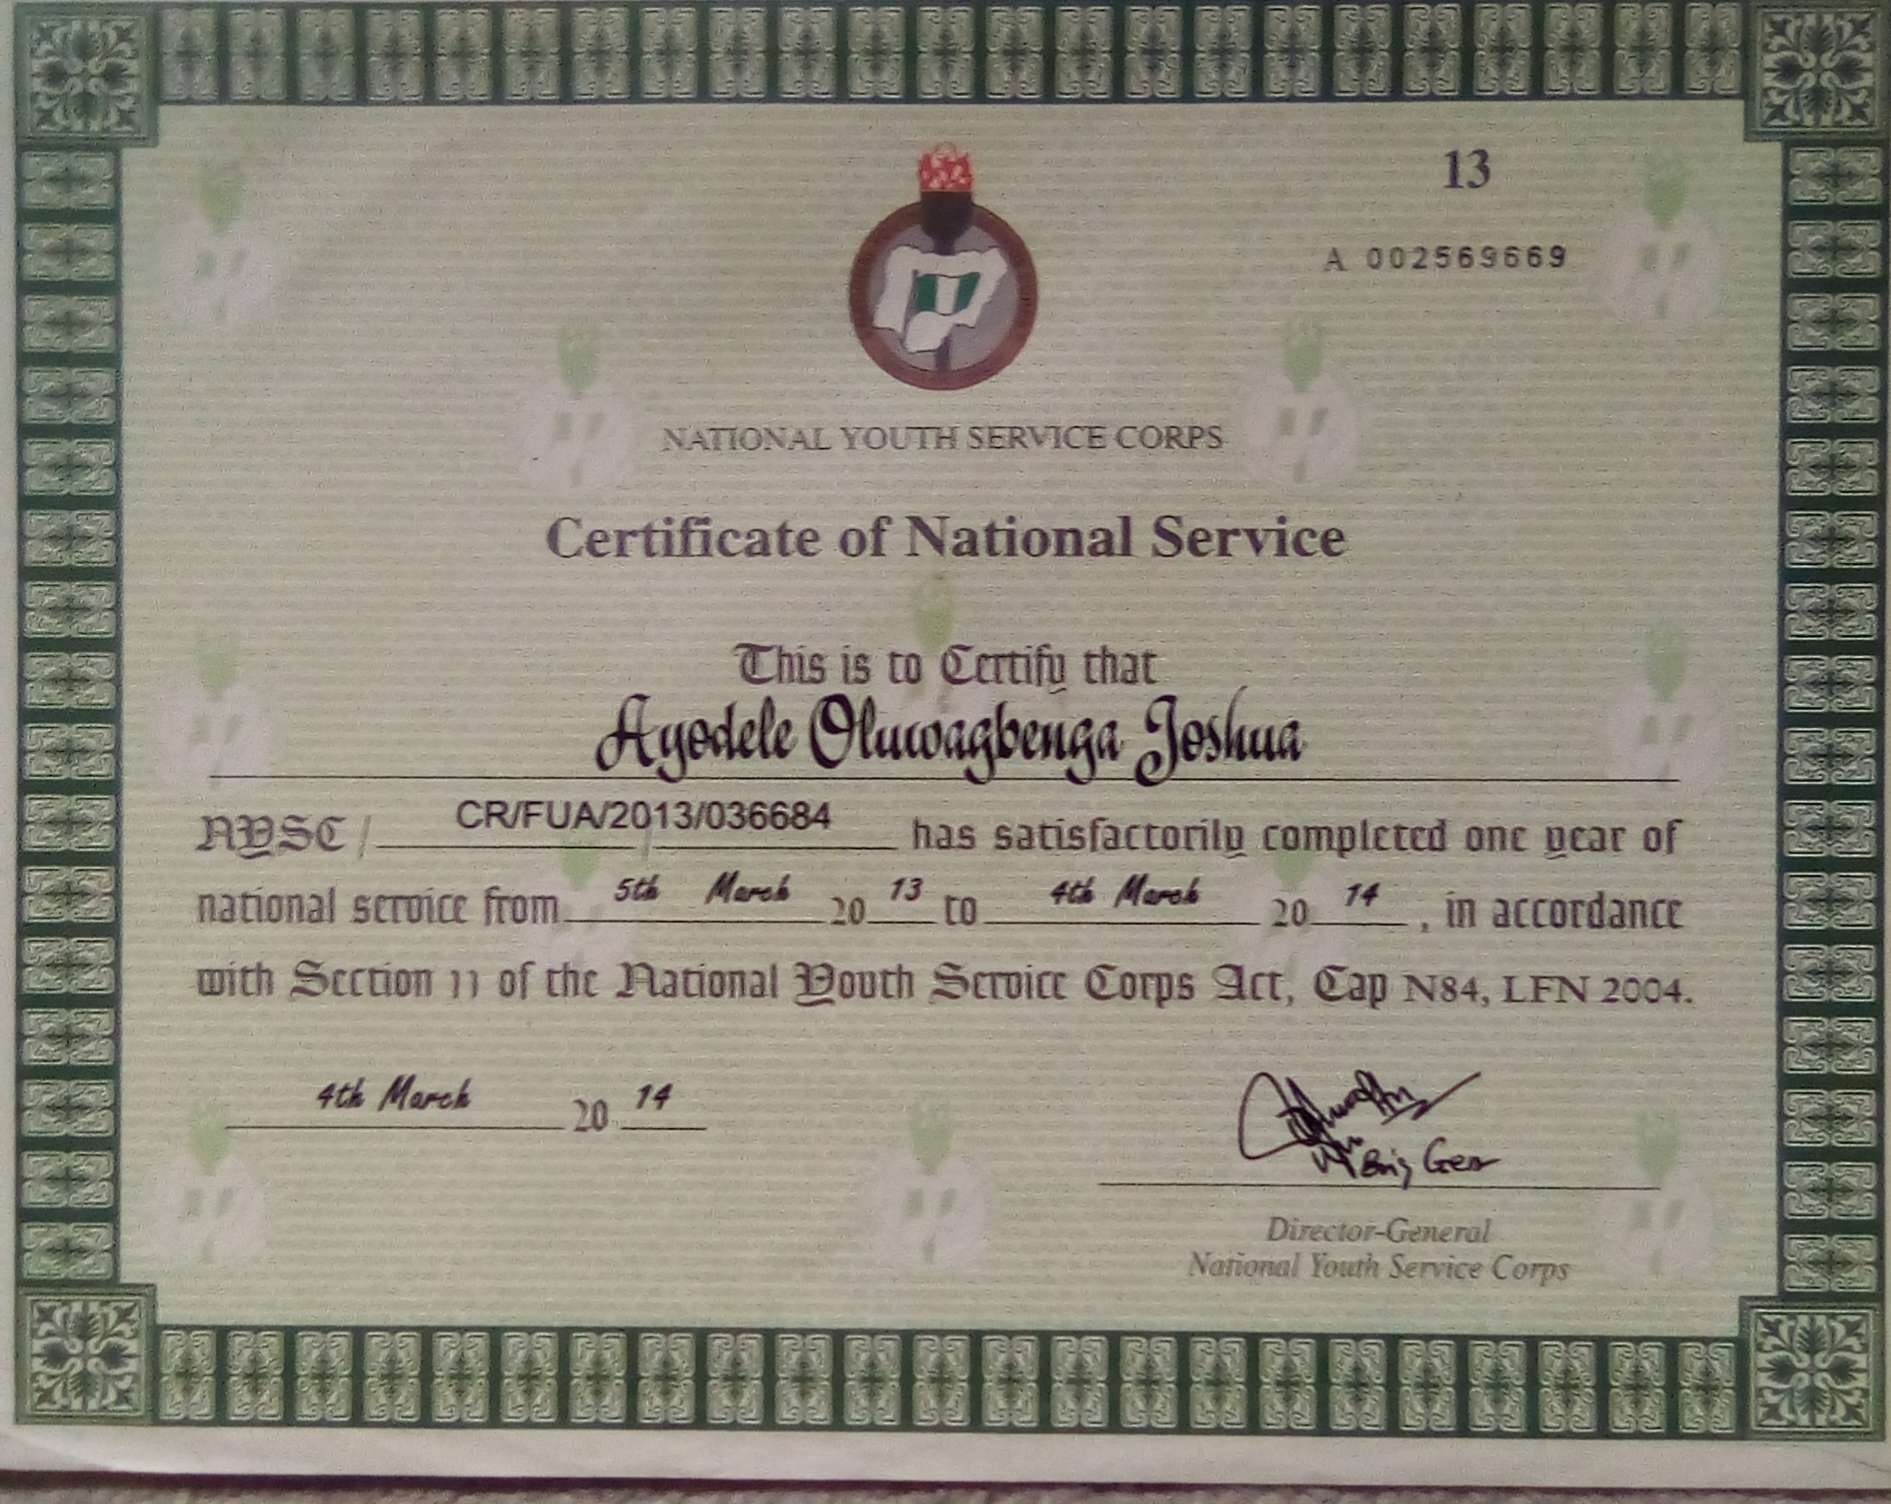 13
A 002569669
NATIONAL YOUTH SERVICE CORPS
Certificate of National Service
This is to Certify that
Ayodele Oluwagbenga Joshua
NYSC / CR/FUA/2013/036684 / has satisfactorily completed one year of
national service from 5th March 20 13 to 4th March 20 14, in accordance
with Section 11 of the National Youth Service Corps Act, Cap N84, LFN 2004.
4th March 20 14
Brig Gen
Director-General
National Youth Service Corps